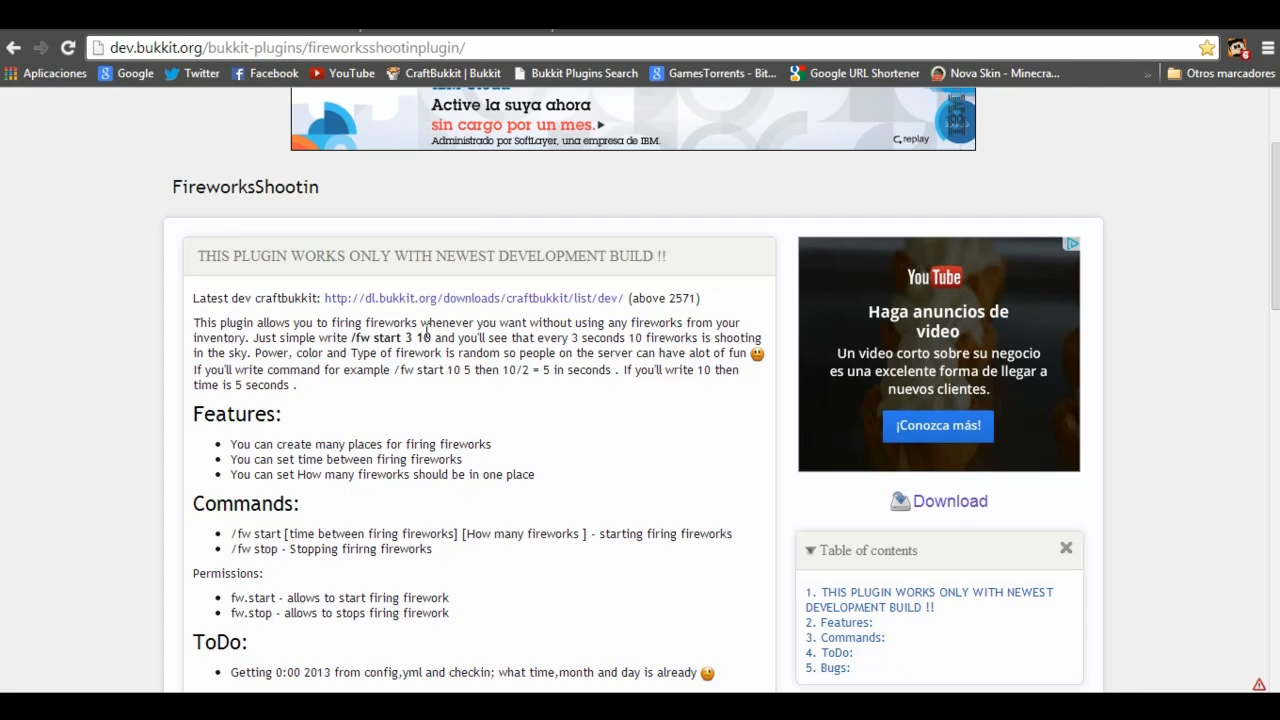 dev.bukkit.org/bukkit-plugins/fireworksshootinplugin/
Aplicaciones Google Twitter Facebook YouTube CraftBukkit | Bukkit Bukkit Plugins Search GamesTorrents - Bit... Google URL Shortener Nova Skin - Minecra... » Otros marcadores
Active la suya ahora
sin cargo por un mes.
Administrado por SoftLayer, una empresa de IBM.
replay
FireworksShootin
THIS PLUGIN WORKS ONLY WITH NEWEST DEVELOPMENT BUILD !!
Latest dev craftbukkit: http://dl.bukkit.org/downloads/craftbukkit/list/dev/ (above 2571)
This plugin allows you to firing fireworks whenever you want without using any fireworks from your
inventory. Just simple write /fw start 3 10 and you'll see that every 3 seconds 10 fireworks is shooting
in the sky. Power, color and Type of firework is random so people on the server can have alot of fun
If you'll write command for example /fw start 10 5 then 10/2 = 5 in seconds . If you'll write 10 then
time is 5 seconds .
Features:
• You can create many places for firing fireworks
• You can set time between firing fireworks
• You can set How many fireworks should be in one place
Commands:
• /fw start [time between firing fireworks] [How many fireworks ] - starting firing fireworks
• /fw stop - Stopping firirng fireworks
Permissions:
• fw.start - allows to start firing firework
• fw.stop - allows to stops firing firework
ToDo:
• Getting 0:00 2013 from config,yml and checkin; what time,month and day is already
YouTube
Haga anuncios de
video
Un video corto sobre su negocio
es una excelente forma de llegar a
nuevos clientes.
¡Conozca más!
Download
Table of contents
1. THIS PLUGIN WORKS ONLY WITH NEWEST
DEVELOPMENT BUILD !!
2. Features:
3. Commands:
4. ToDo:
5. Bugs: